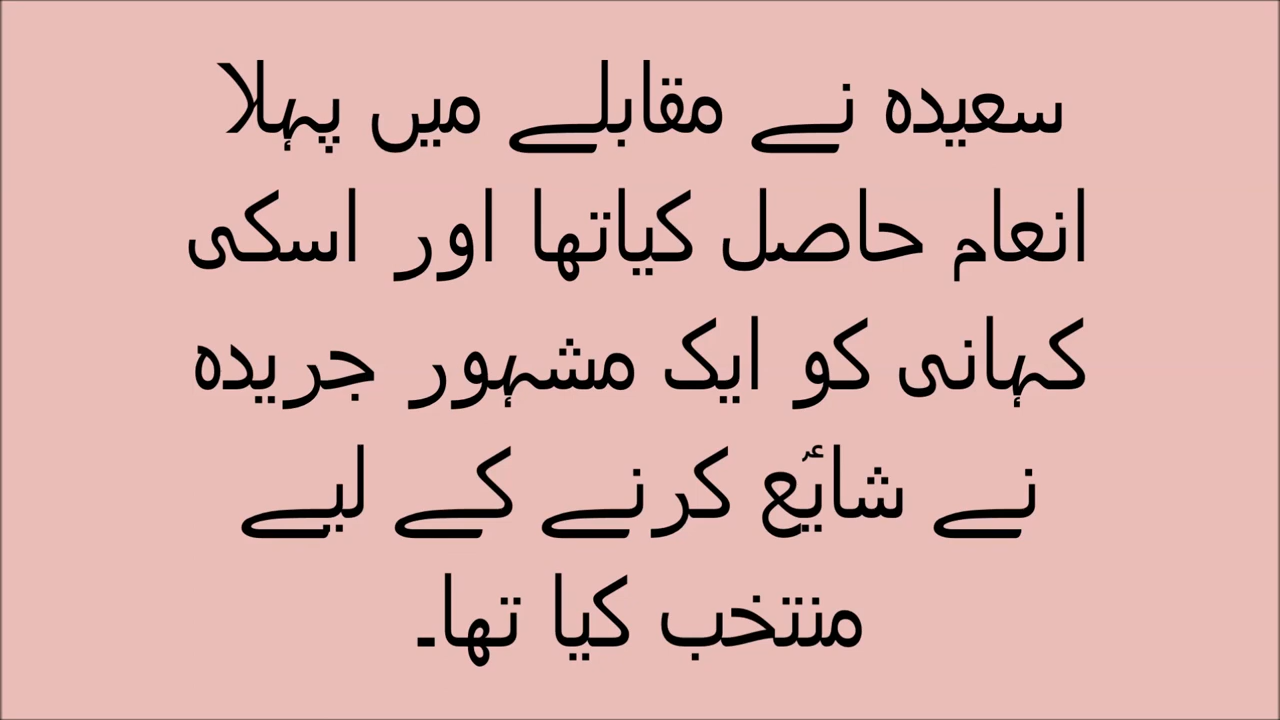 سعیدہ نے مقابلے میں پہلا
انعام حاصل کیاتھا اور اسکی
کہانی کو ایک مشہور جریدہ
نے شایٔع کرنے کے لیے
منتخب کیا تھا۔